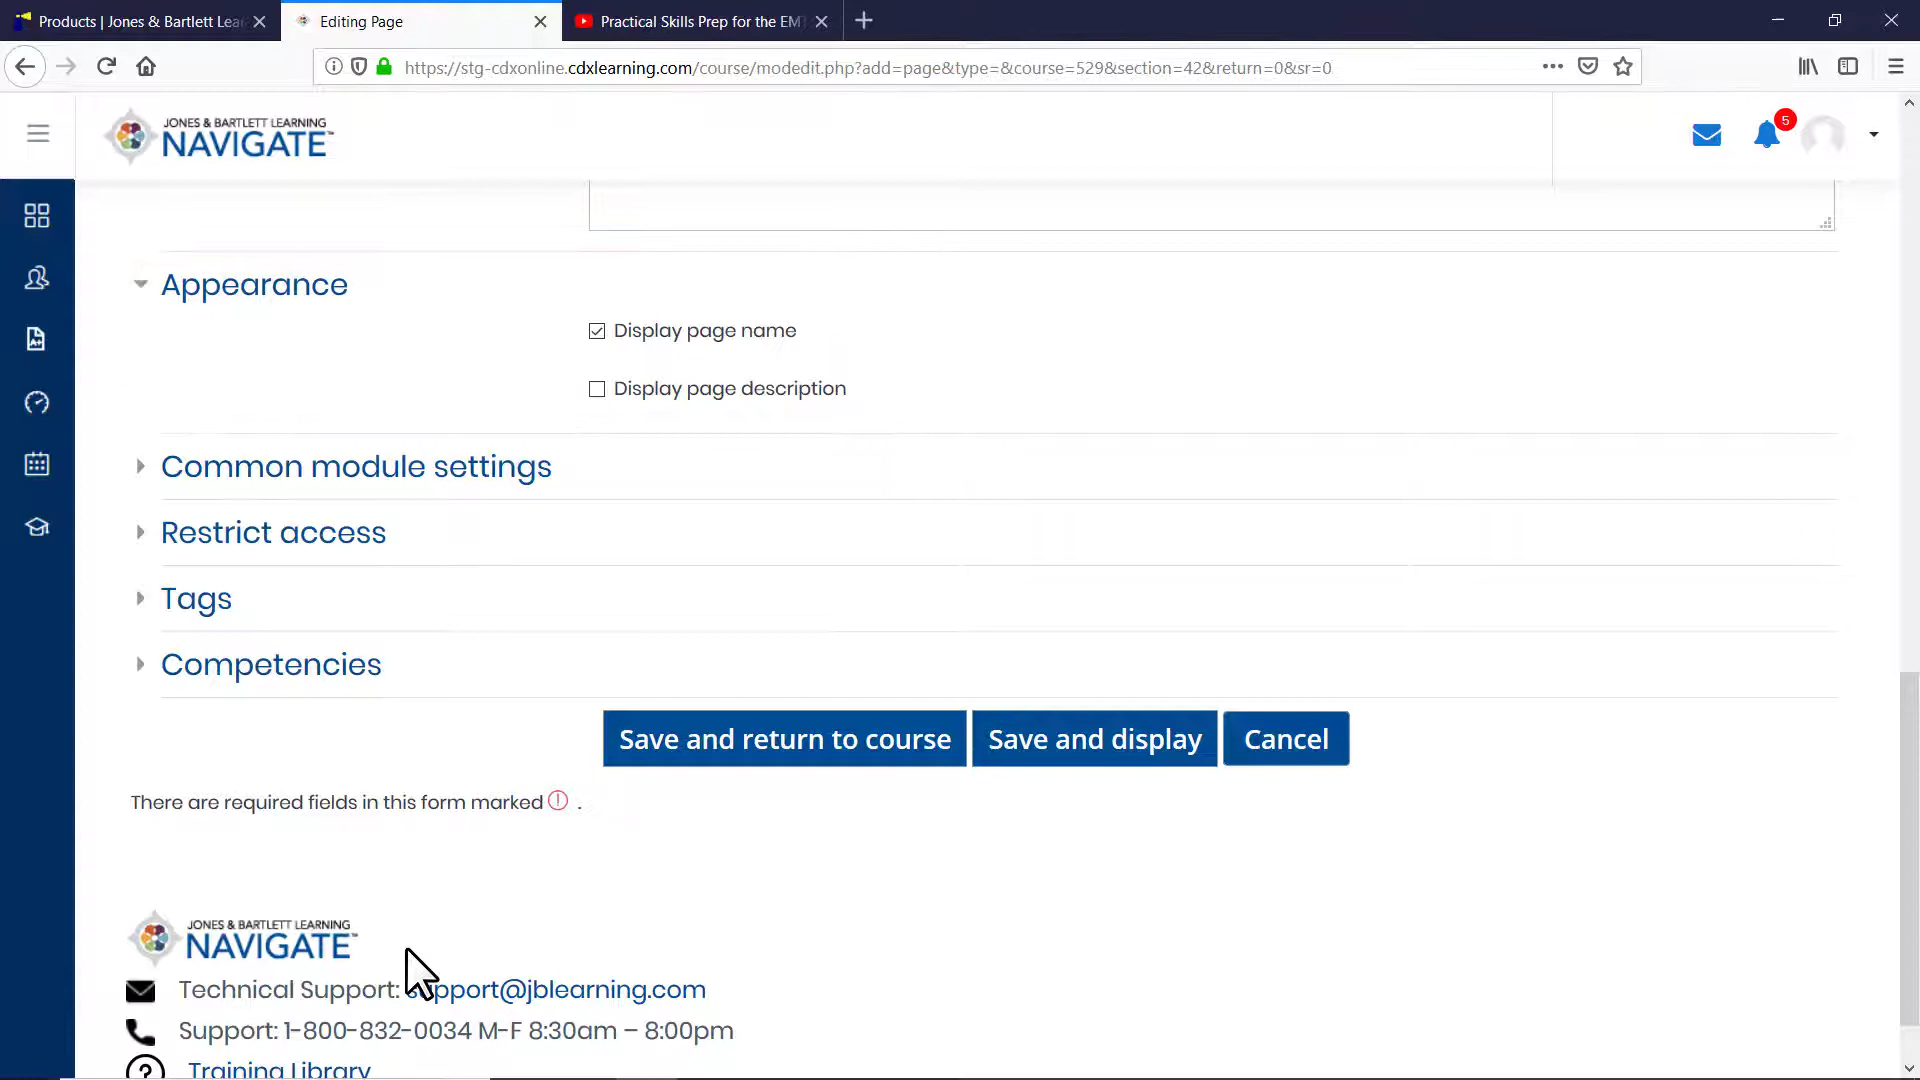 Products | Jones & Bartlett Lea
Editing Page
Practical Skills Prep for the EMT
https://stg-cdxonline.cdxlearning.com/course/modedit.php?add=page&type=&course=529&section=42&return=0&sr=0
JONES & BARTLETT LEARNING
NAVIGATE™
5
A+
Appearance
Display page name
Display page description
Common module settings
Restrict access
Tags
Competencies
Save and return to course
Save and display
Cancel
There are required fields in this form marked ! .
JONES & BARTLETT LEARNING
NAVIGATE™
Technical Support: support@jblearning.com
Support: 1-800-832-0034 M-F 8:30am – 8:00pm
? Training Library